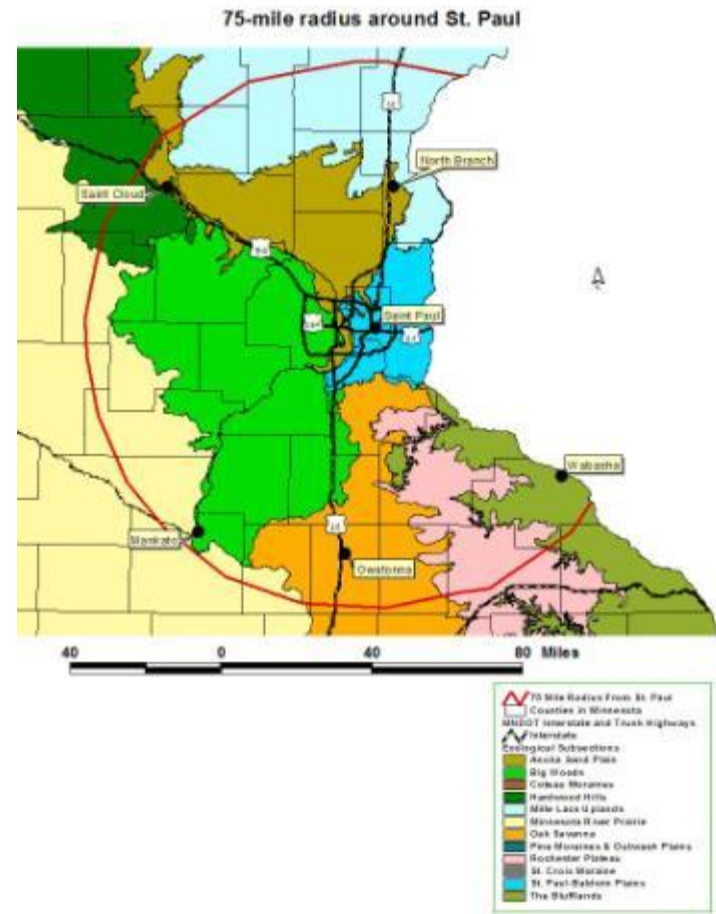 75-mile radius around St. Paul
North Branch
Saint Cloud
Saint Paul
Wabasha
Mankato
Owatonna
40 0 40 80 Miles
75 Mile Radius From St. Paul
Counties in Minnesota
MNDOT Interstate and Trunk Highways
Interstate
Ecological Subsections
Anoka Sand Plain
Big Woods
Coteau Moraines
Hardwood Hills
Mille Lacs Uplands
Minnesota River Prairie
Oak Savanna
Pine Moraines & Outwash Plains
Rochester Plateau
St. Croix Moraine
St. Paul-Baldwin Plains
The Blufflands